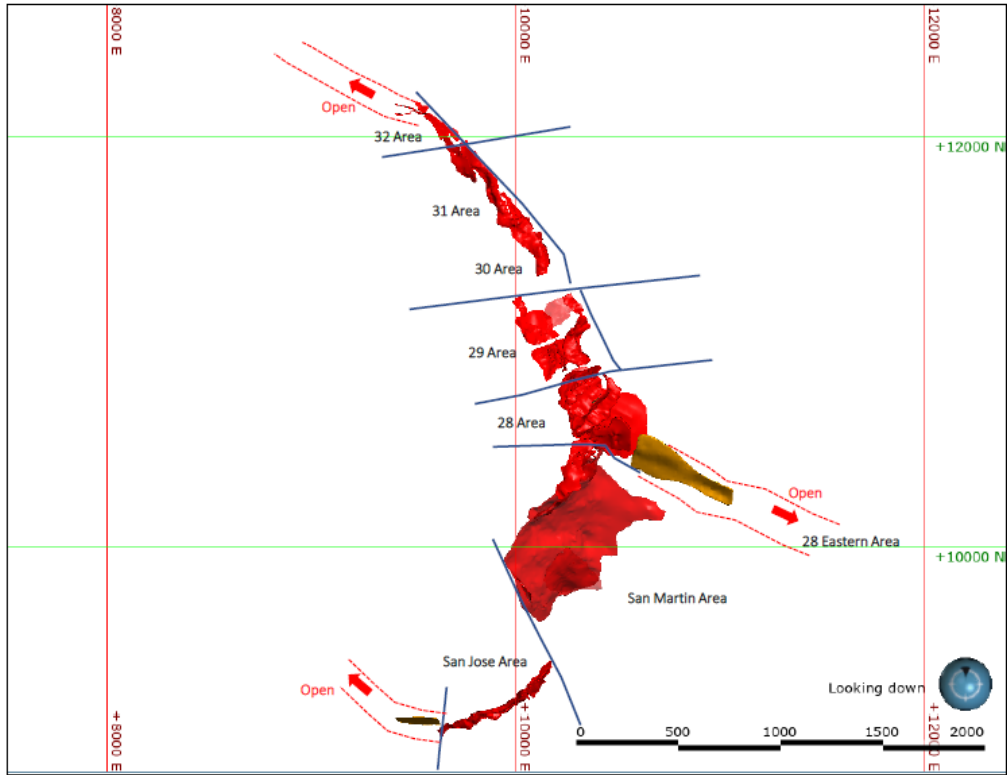 8000 E
10000 E
12000 E
Open
32 Area
+12000 N
31 Area
30 Area
29 Area
28 Area
Open
28 Eastern Area
+10000 N
San Martin Area
San Jose Area
Open
Looking down
+8000 E
+10000 E
+12000 E
0
500
1000
1500
2000